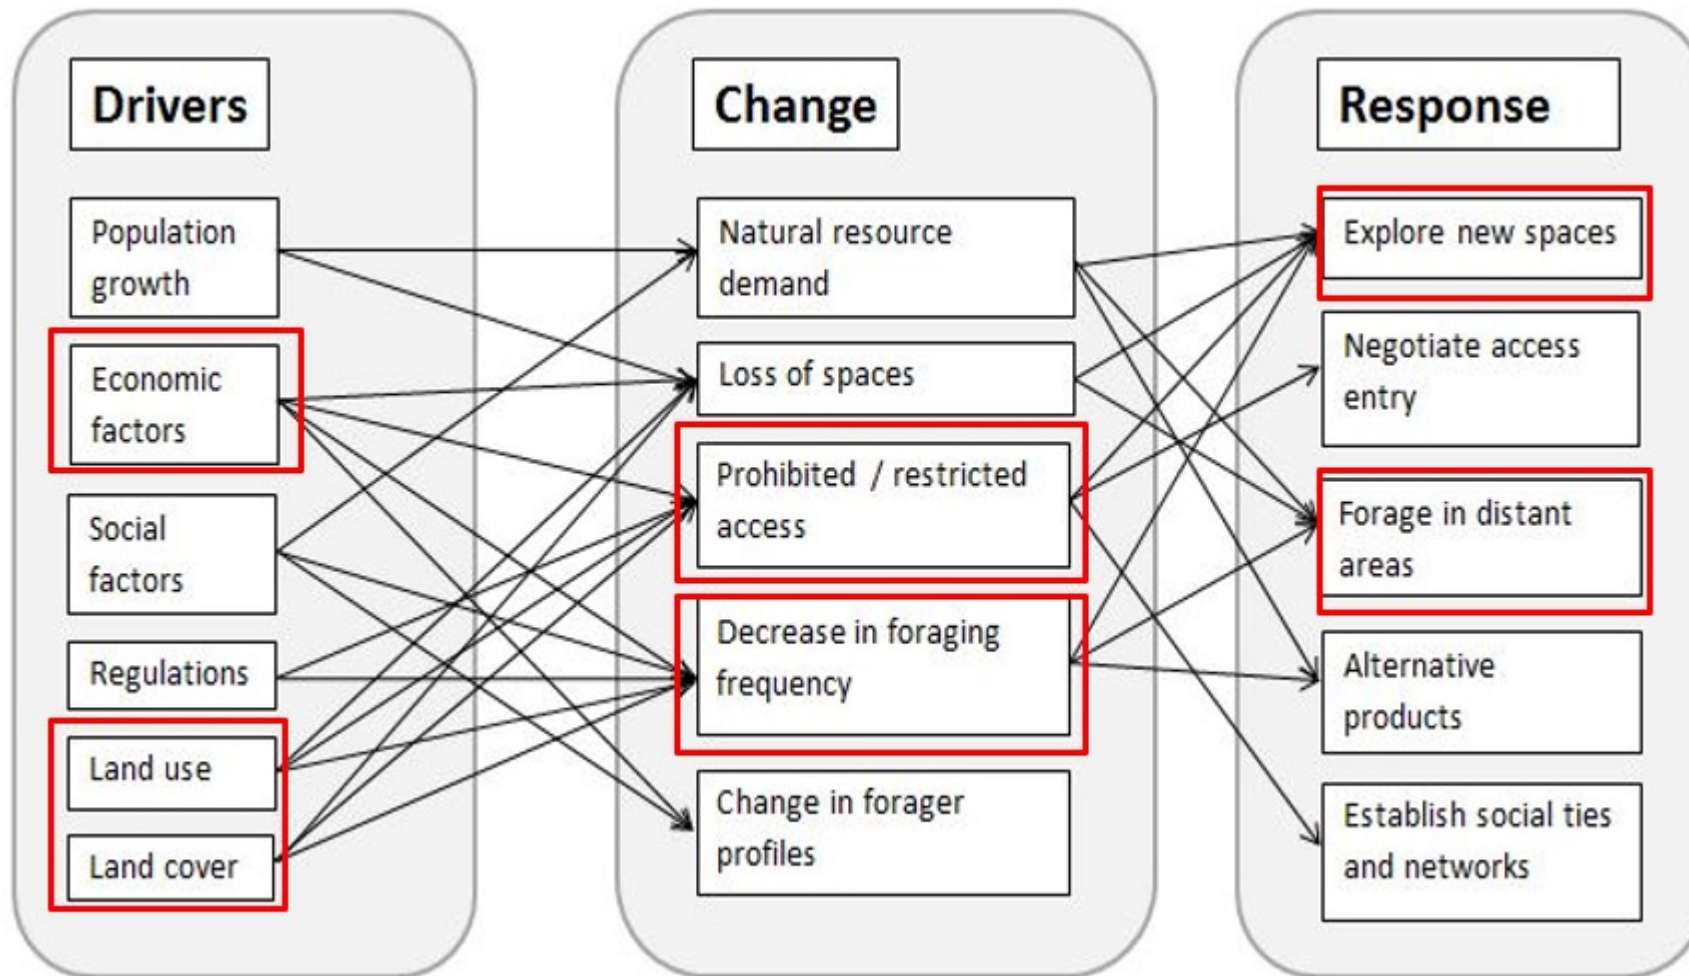 Drivers
Population
growth
Economic
factors
Social
factors
Regulations
Land use
Land cover
Change
Natural resource
demand
Loss of spaces
Prohibited / restricted
access
Decrease in foraging
frequency
Change in forager
profiles
Response
Explore new spaces
Negotiate access
entry
Forage in distant
areas
Alternative
products
Establish social ties
and networks